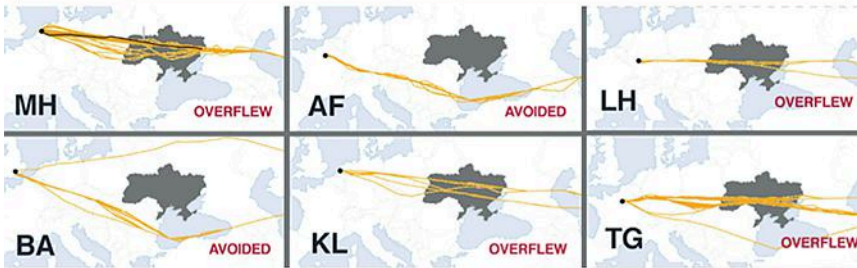 MH OVERFLEW
AF AVOIDED
LH OVERFLEW
BA AVOIDED
KL OVERFLEW
TG OVERFLEW